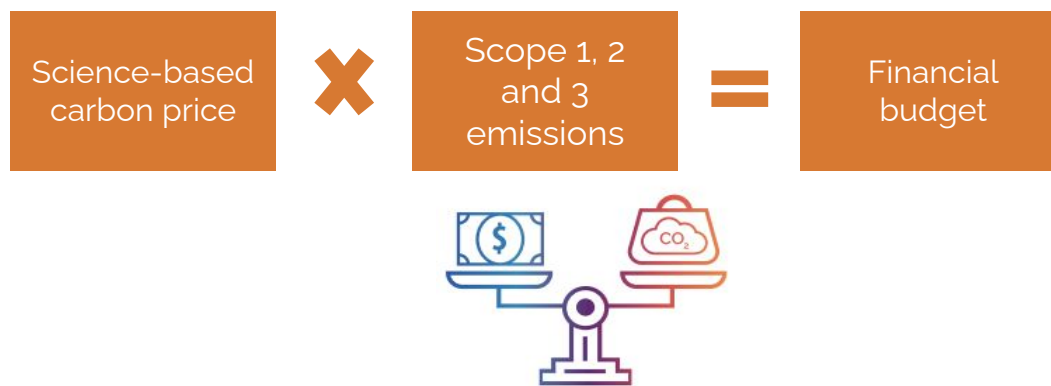 Science-based
carbon price
Scope 1, 2
and 3
emissions
Financial
budget
$
CO₂